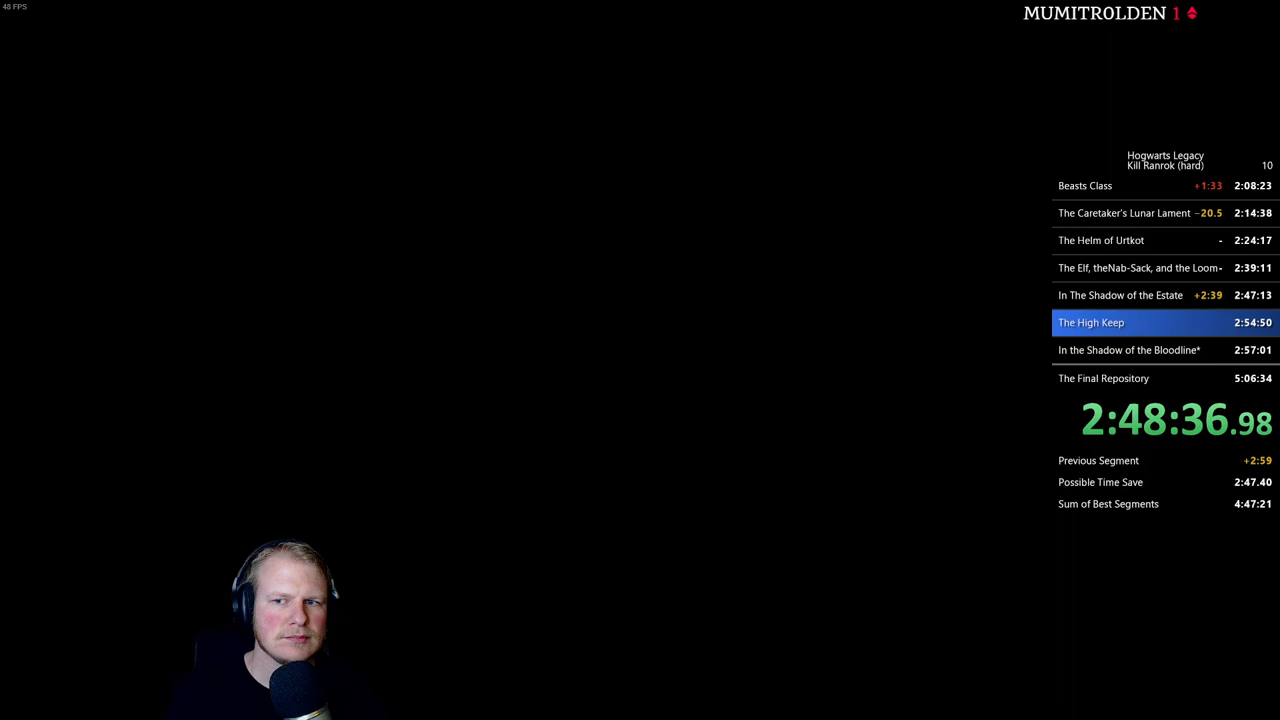 48 FPS
MUMITROLDEN 1
Hogwarts Legacy
Kill Ranrok (hard) 10
Beasts Class +1:33 2:08:23
The Caretaker's Lunar Lament −20.5 2:14:38
The Helm of Urtkot - 2:24:17
The Elf, theNab-Sack, and the Loom- 2:39:11
In The Shadow of the Estate +2:39 2:47:13
The High Keep 2:54:50
In the Shadow of the Bloodline* 2:57:01
The Final Repository 5:06:34
2:48:36.98
Previous Segment +2:59
Possible Time Save 2:47.40
Sum of Best Segments 4:47:21